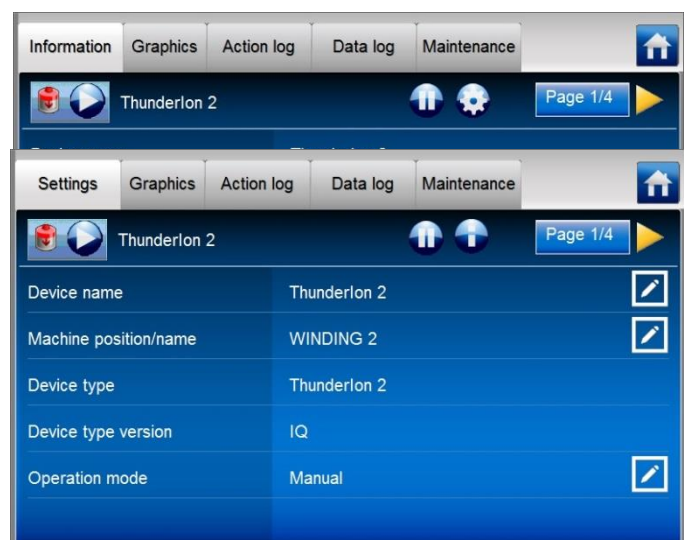 Information Graphics Action log Data log Maintenance
ThunderIon 2 Page 1/4
Settings Graphics Action log Data log Maintenance
ThunderIon 2 Page 1/4
Device name ThunderIon 2
Machine position/name WINDING 2
Device type ThunderIon 2
Device type version IQ
Operation mode Manual